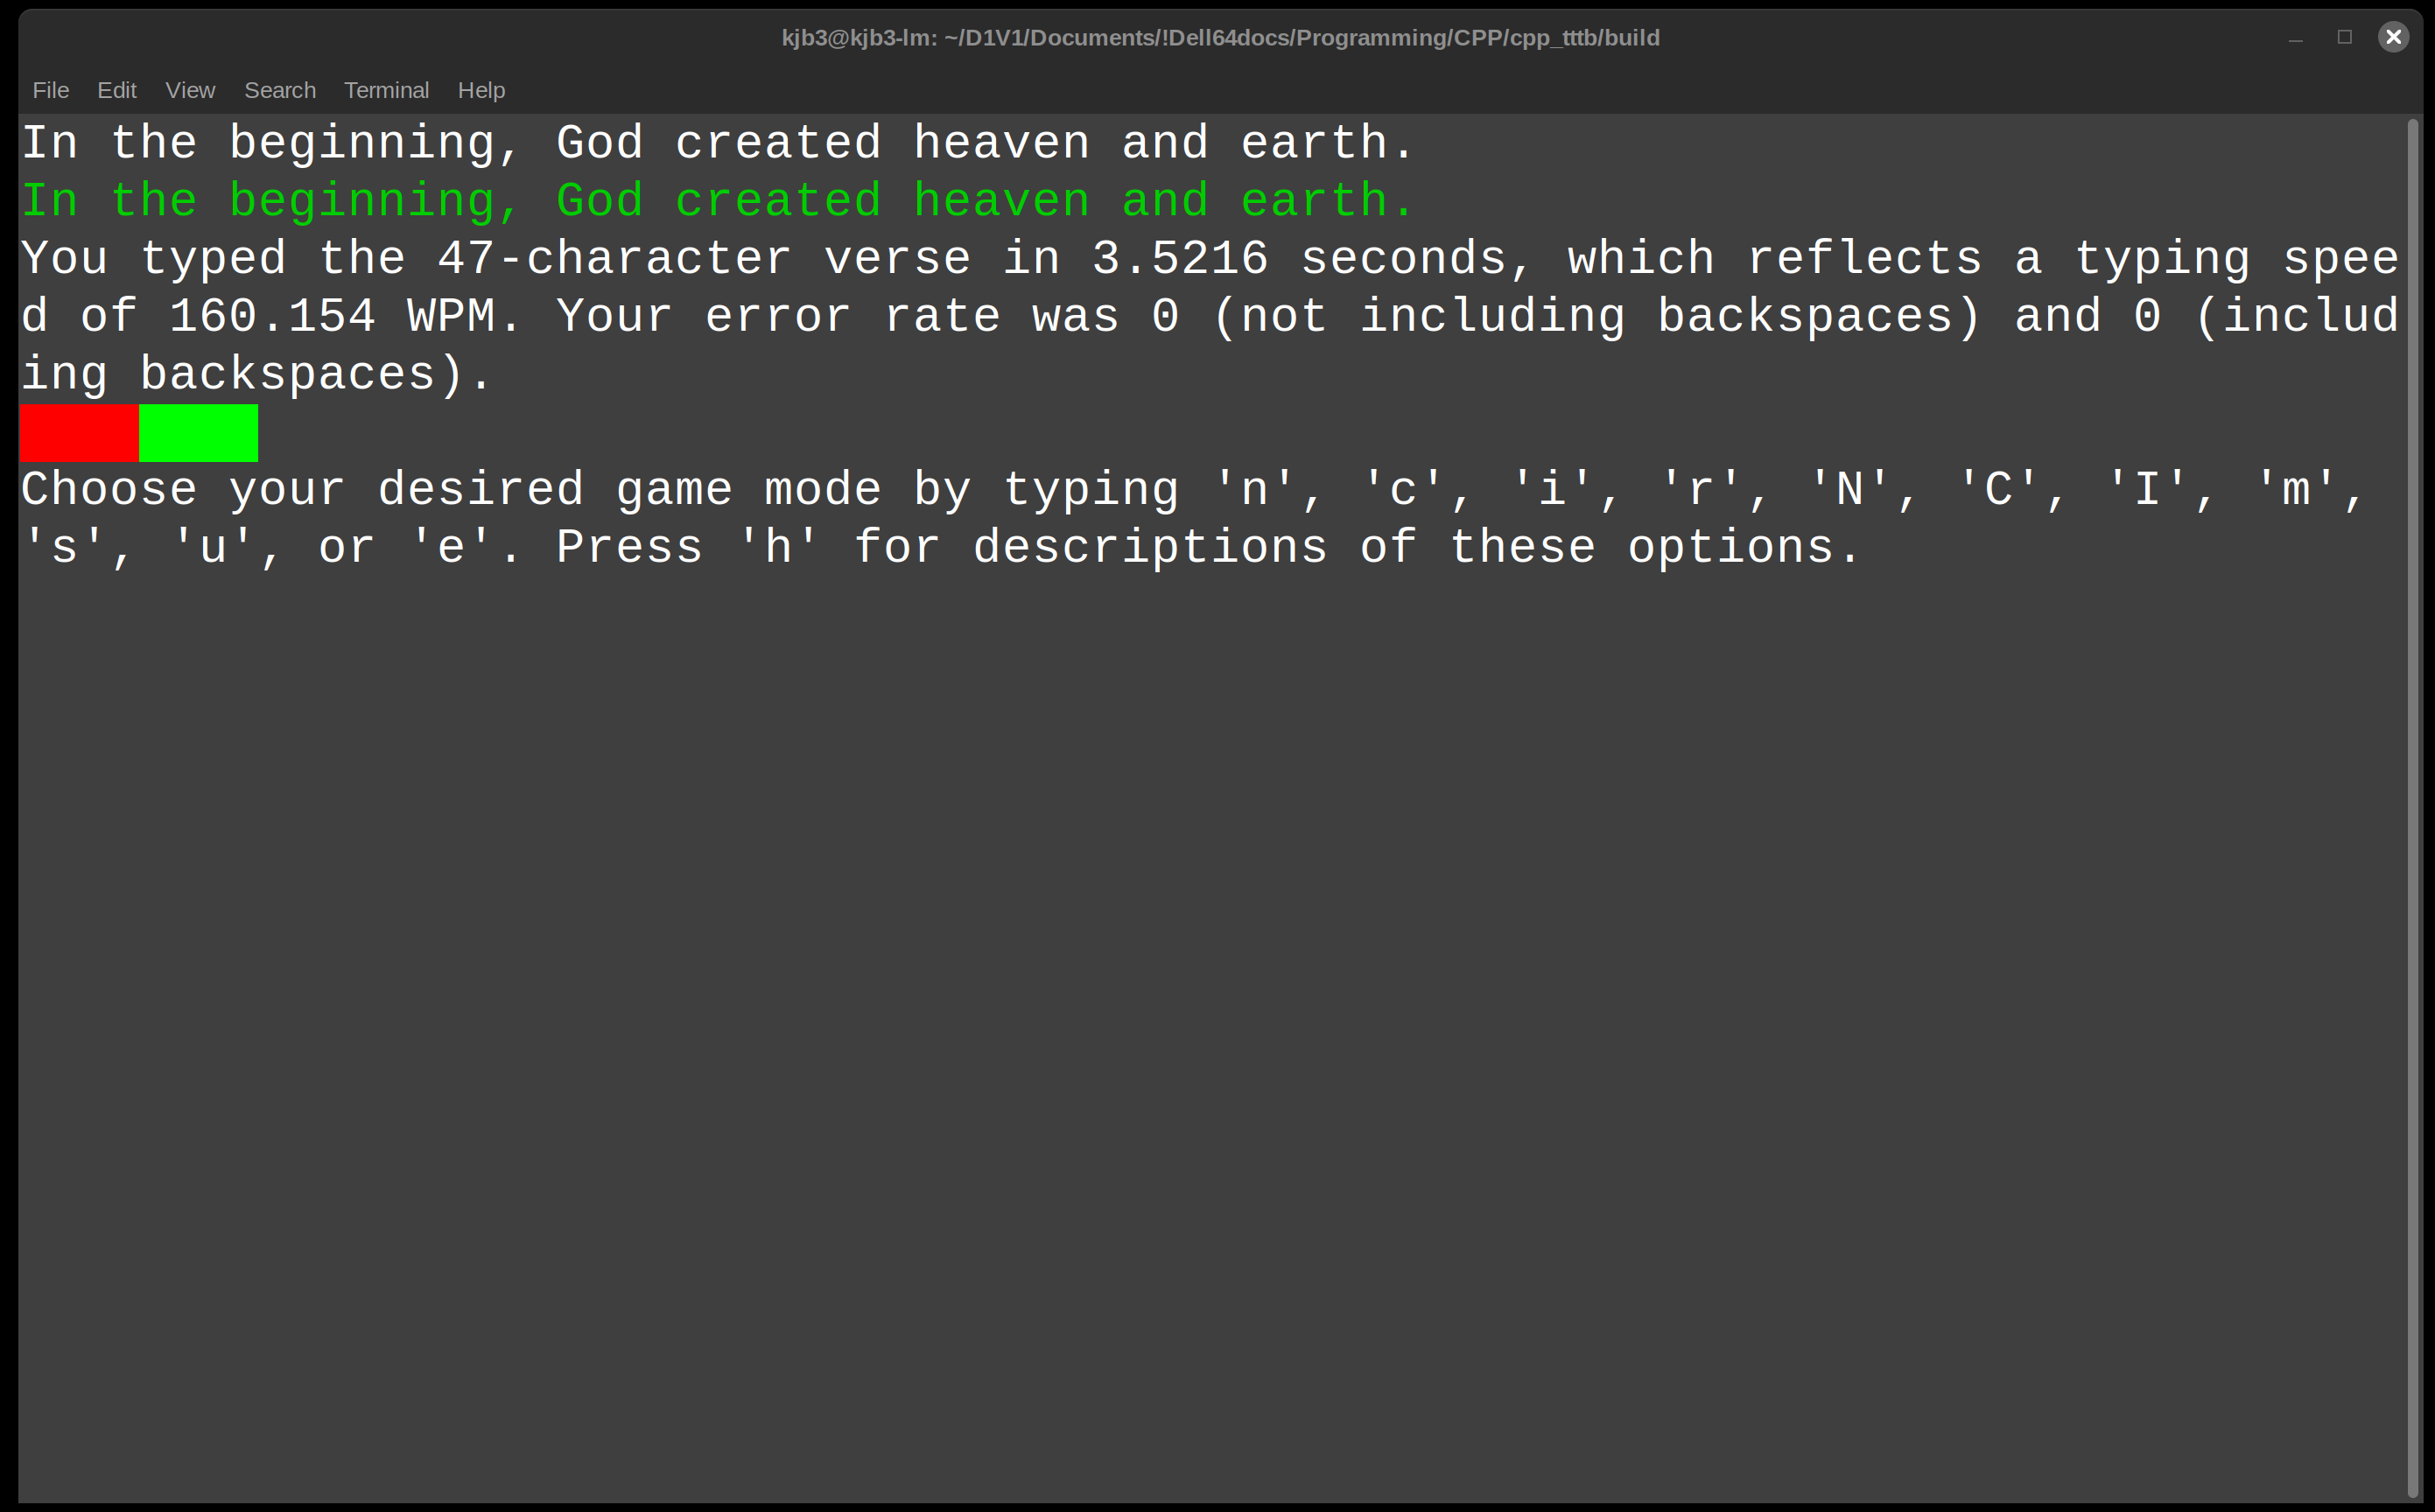 kjb3@kjb3-lm: ~/D1V1/Documents/!Dell64docs/Programming/CPP/cpp_tttb/build
File Edit View Search Terminal Help
In the beginning, God created heaven and earth.
In the beginning, God created heaven and earth.
You typed the 47-character verse in 3.5216 seconds, which reflects a typing spee
d of 160.154 WPM. Your error rate was 0 (not including backspaces) and 0 (includ
ing backspaces).
Choose your desired game mode by typing 'n', 'c', 'i', 'r', 'N', 'C', 'I', 'm',
's', 'u', or 'e'. Press 'h' for descriptions of these options.